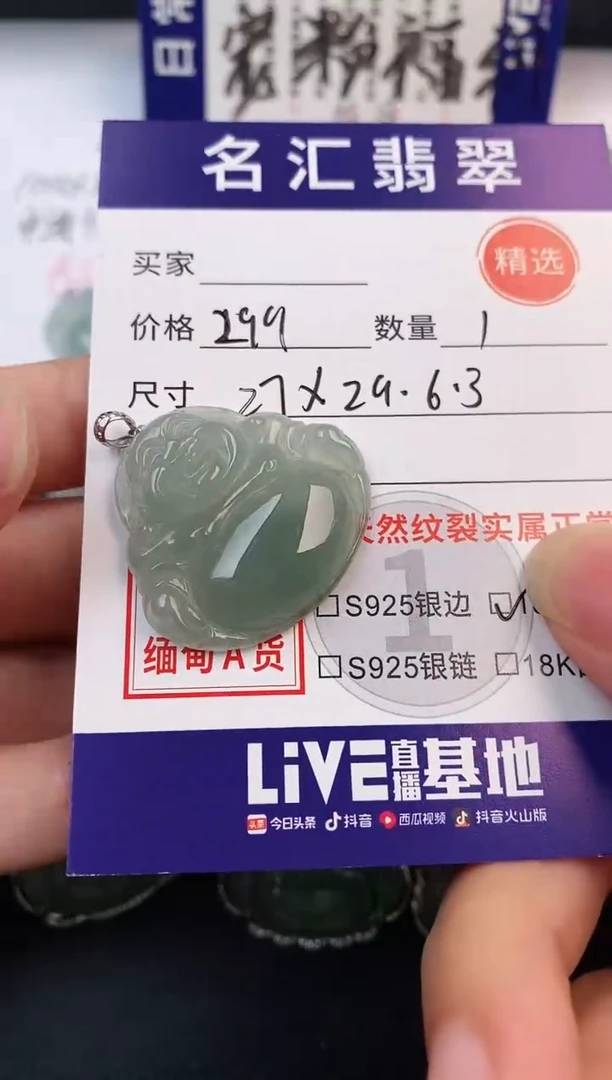 名汇翡翠
买家
精选
价格 299 数量 1
尺寸 27X29.6.3
天然纹裂实属正常
S925银边
缅甸A货
S925银链 18K
1
LiVE直播基地
头条 今日头条 抖音 西瓜视频 抖音火山版